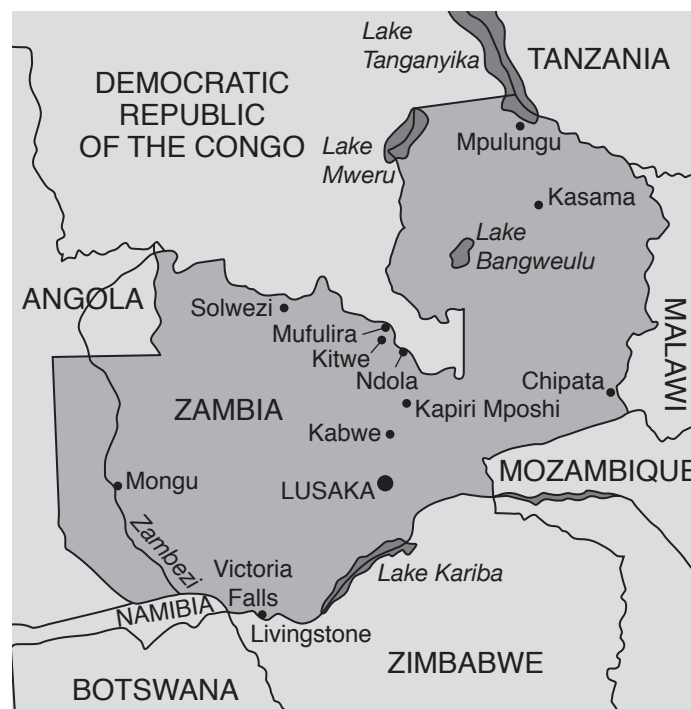 Lake
Tanganyika
TANZANIA
DEMOCRATIC
REPUBLIC
OF THE CONGO
Lake
Mweru
Mpulungu
Kasama
Lake
Bangweulu
ANGOLA
Solwezi
Mufulira
Kitwe
Ndola
MALAWI
Chipata
ZAMBIA
Kapiri Mposhi
Kabwe
MOZAMBIQUE
Mongu
LUSAKA
Zambezi
Victoria
Falls
Lake Kariba
NAMIBIA
Livingstone
ZIMBABWE
BOTSWANA